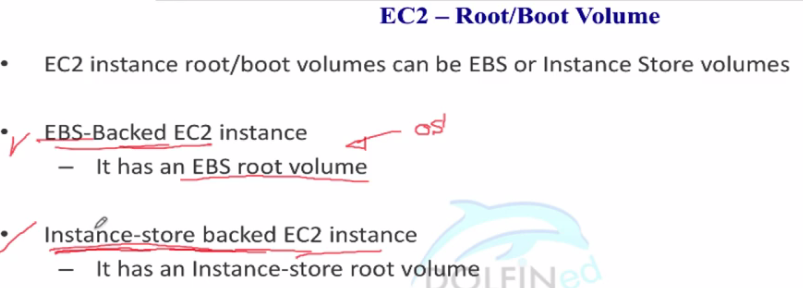 EC2 – Root/Boot Volume
• EC2 instance root/boot volumes can be EBS or Instance Store volumes
• EBS-Backed EC2 instance
os
– It has an EBS root volume
• Instance-store backed EC2 instance
– It has an Instance-store root volume
DOLFINed